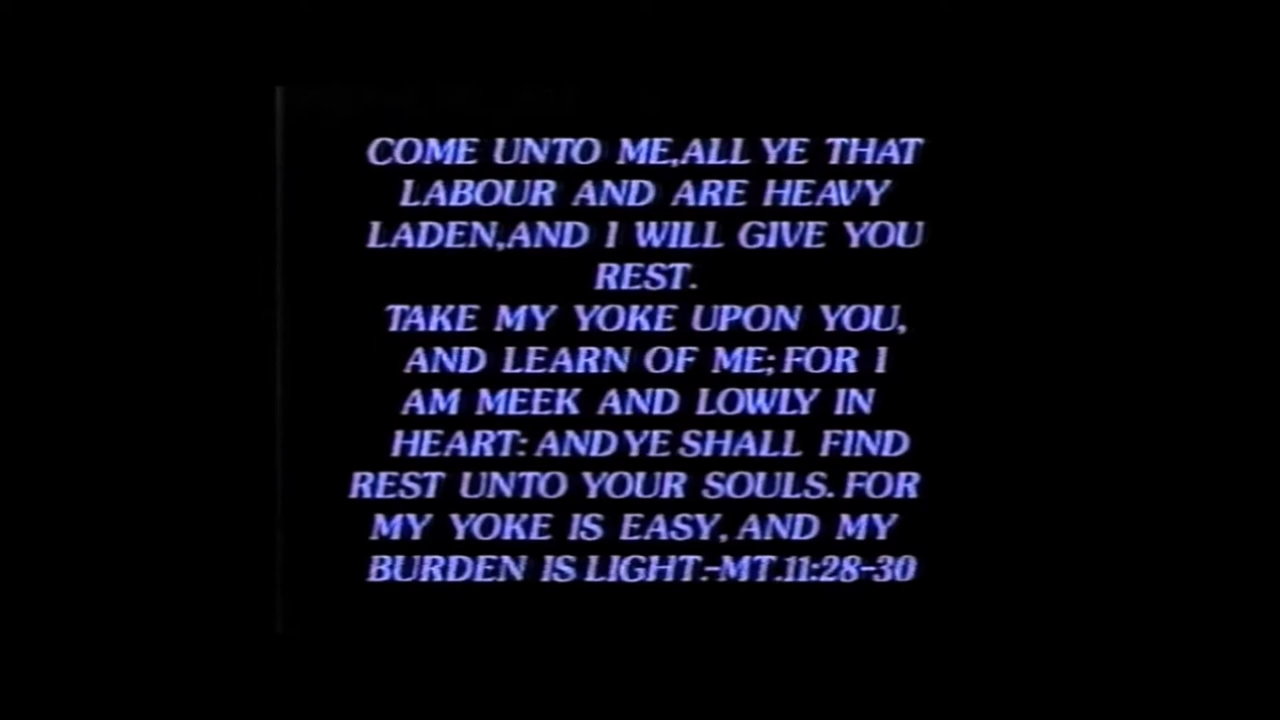 COME UNTO ME,ALL YE THAT
LABOUR AND ARE HEAVY
LADEN,AND I WILL GIVE YOU
REST.
TAKE MY YOKE UPON YOU,
AND LEARN OF ME; FOR I
AM MEEK AND LOWLY IN
HEART: AND YE SHALL FIND
REST UNTO YOUR SOULS. FOR
MY YOKE IS EASY, AND MY
BURDEN IS LIGHT.-MT.11:28-30